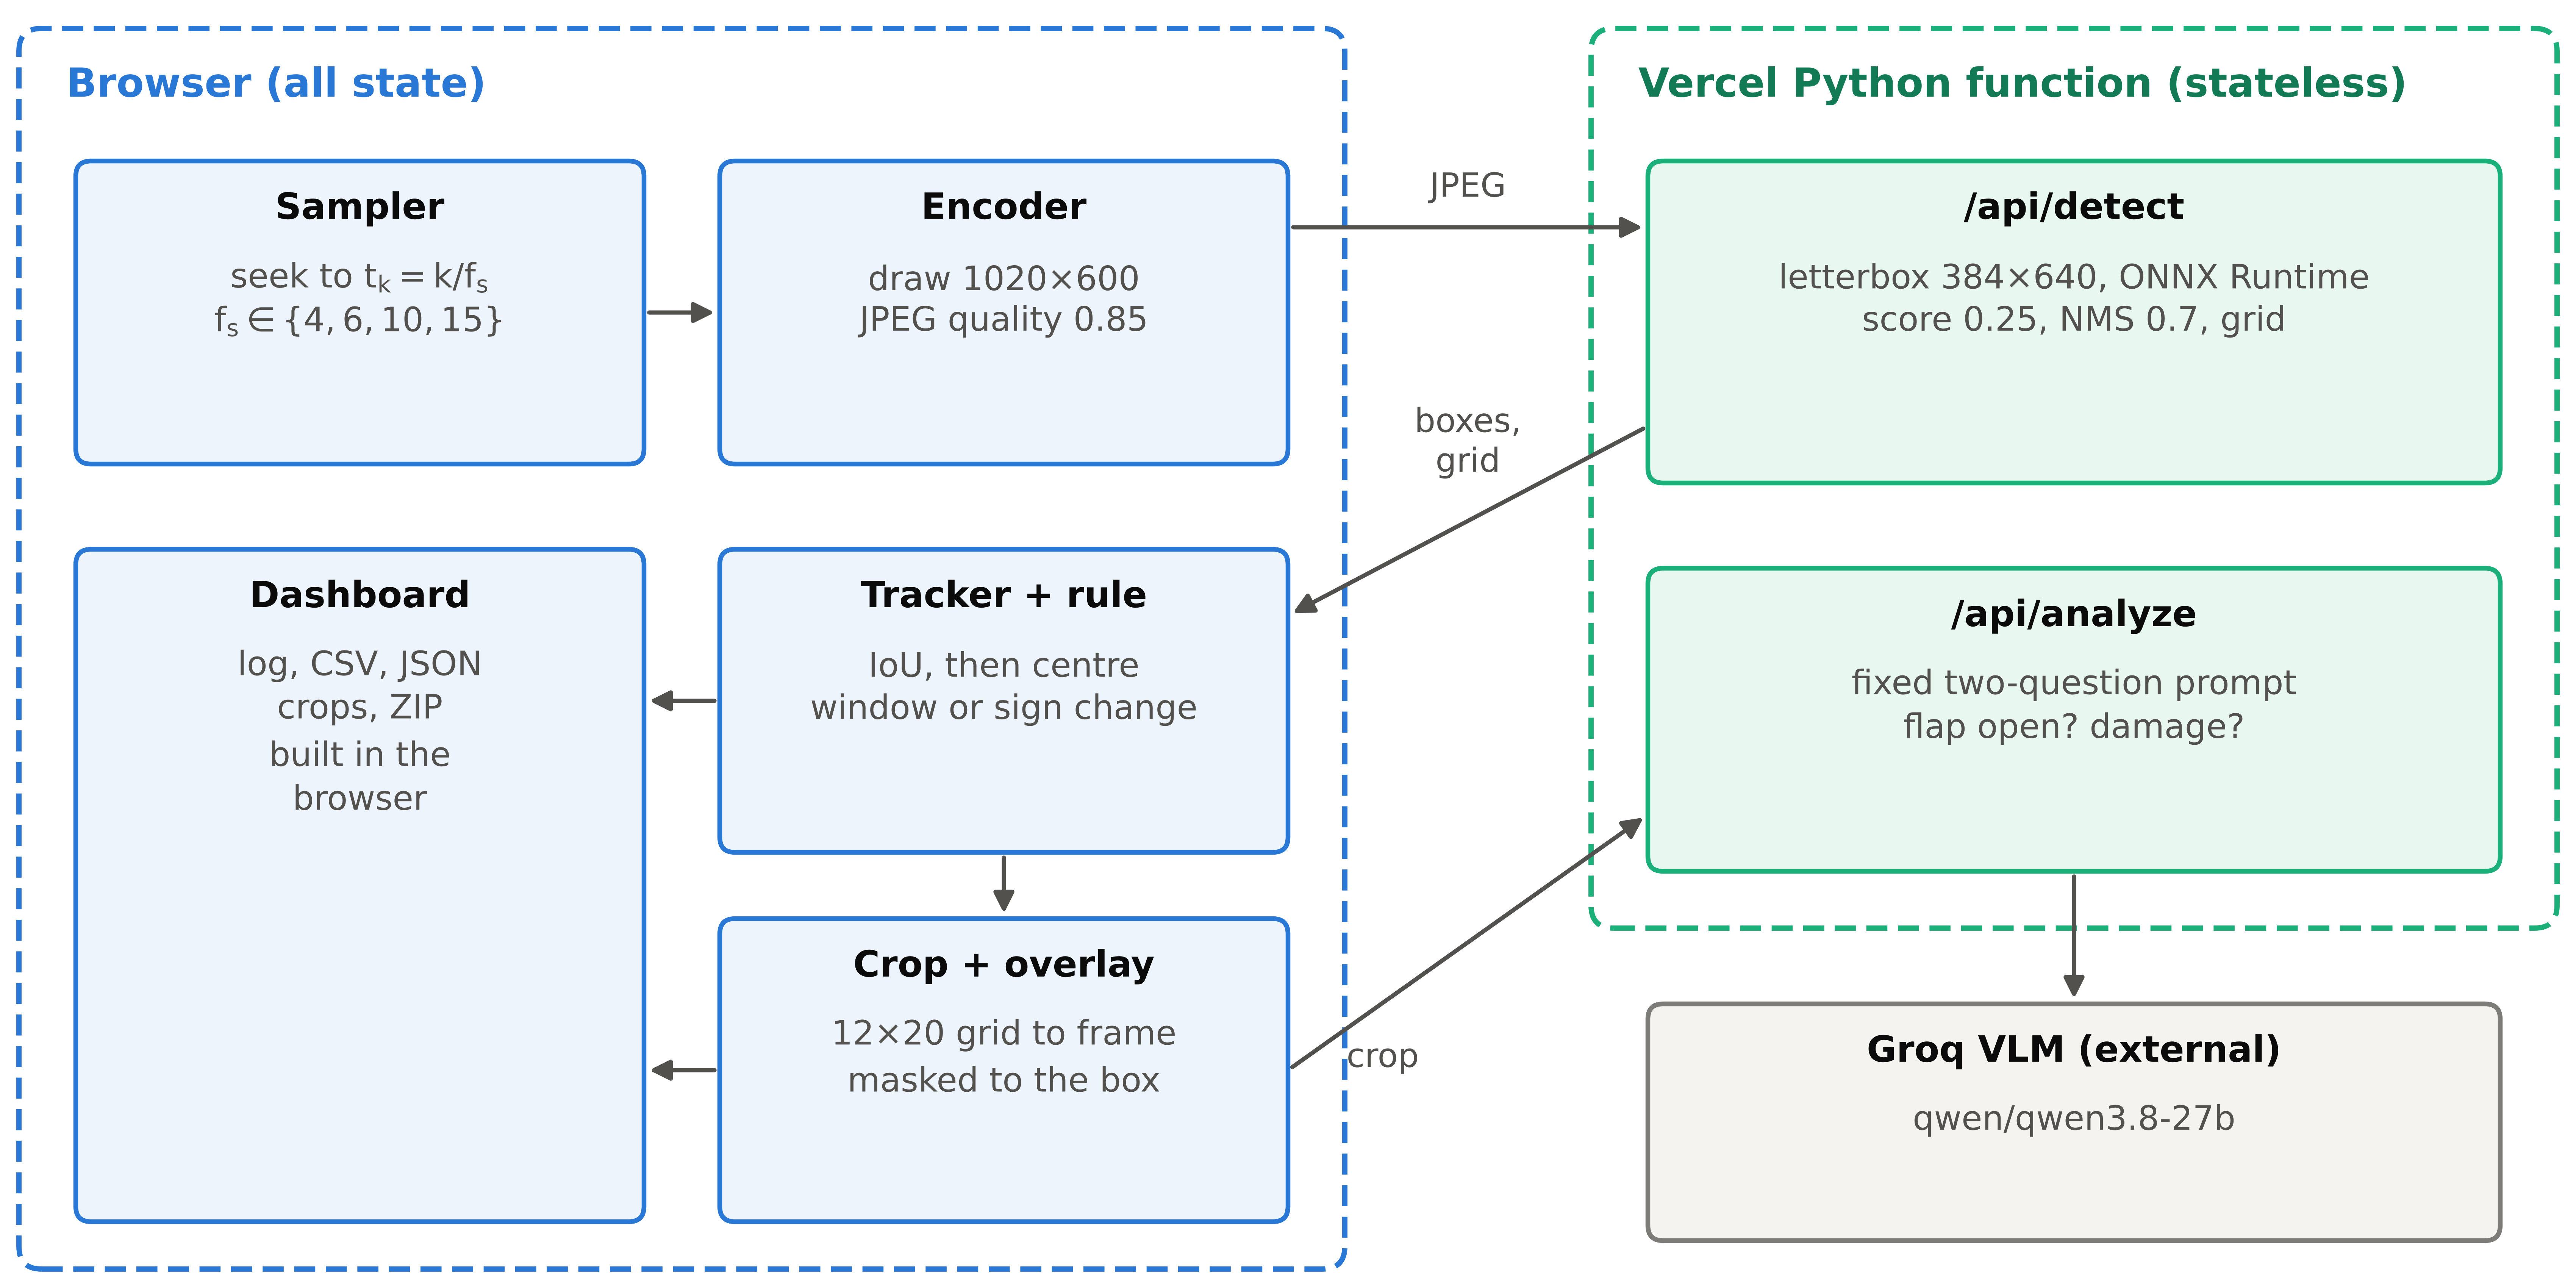 Browser (all state)
Sampler
seek to tₖ = k/fₛ
fₛ ∈ {4, 6, 10, 15}
Encoder
draw 1020×600
JPEG quality 0.85
Dashboard
log, CSV, JSON
crops, ZIP
built in the
browser
Tracker + rule
IoU, then centre
window or sign change
Crop + overlay
12×20 grid to frame
masked to the box
JPEG
boxes,
grid
crop
Vercel Python function (stateless)
/api/detect
letterbox 384×640, ONNX Runtime
score 0.25, NMS 0.7, grid
/api/analyze
fixed two-question prompt
flap open? damage?
Groq VLM (external)
qwen/qwen3.8-27b